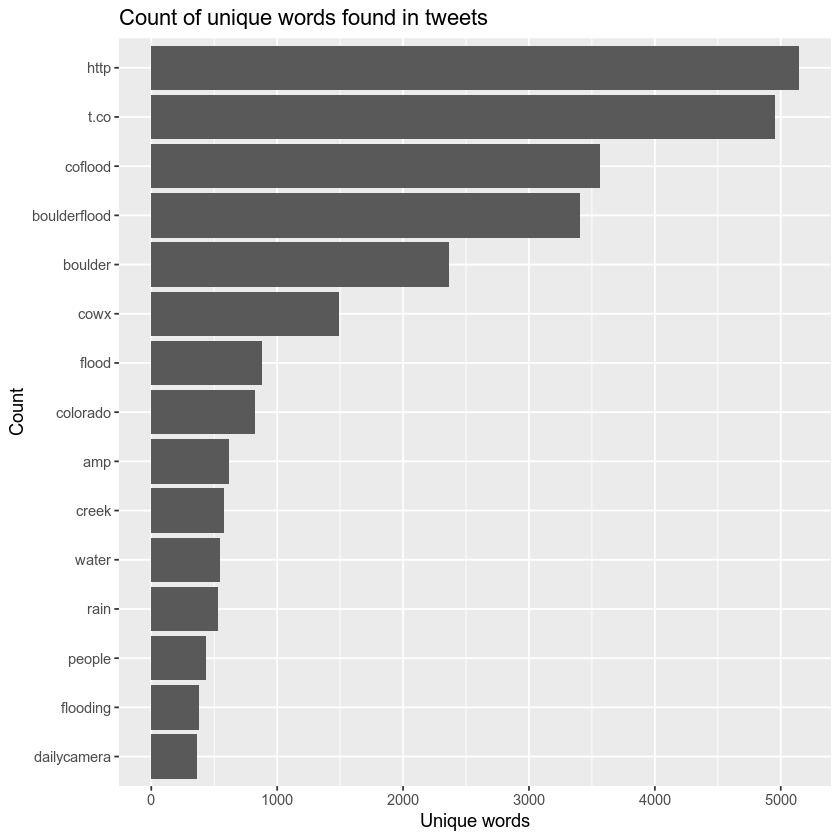 Count of unique words found in tweets
http
t.co
coflood
boulderflood
boulder
cowx
flood
colorado
amp
creek
water
rain
people
flooding
dailycamera
Count
0 1000 2000 3000 4000 5000
Unique words